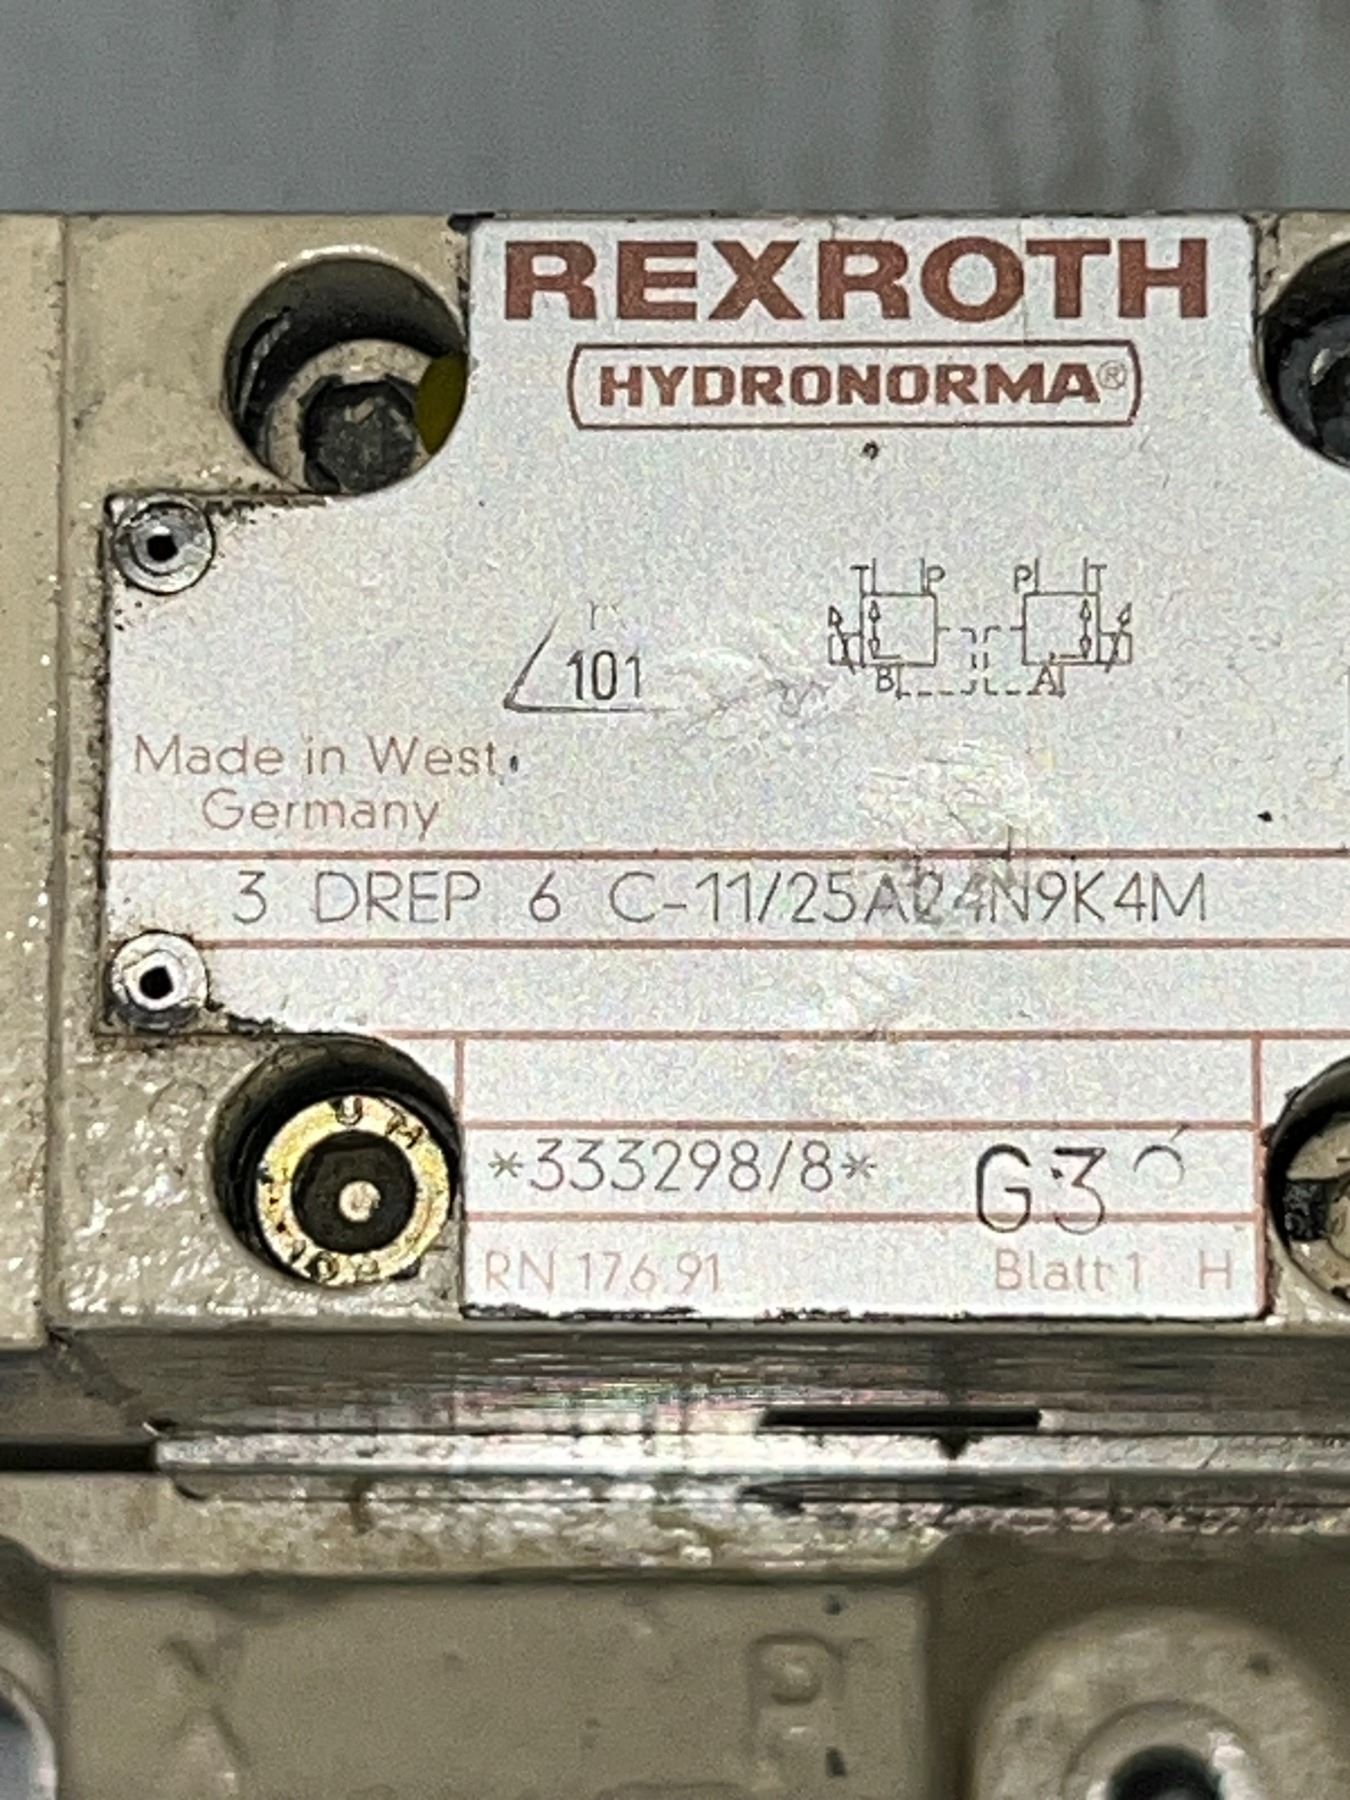 REXROTH
HYDRONORMA®
T P P T
101
B A
Made in West
Germany
3 DREP 6 C-11/25A24N9K4M
*333298/8* G3
RN 176.91 Blatt 1 H